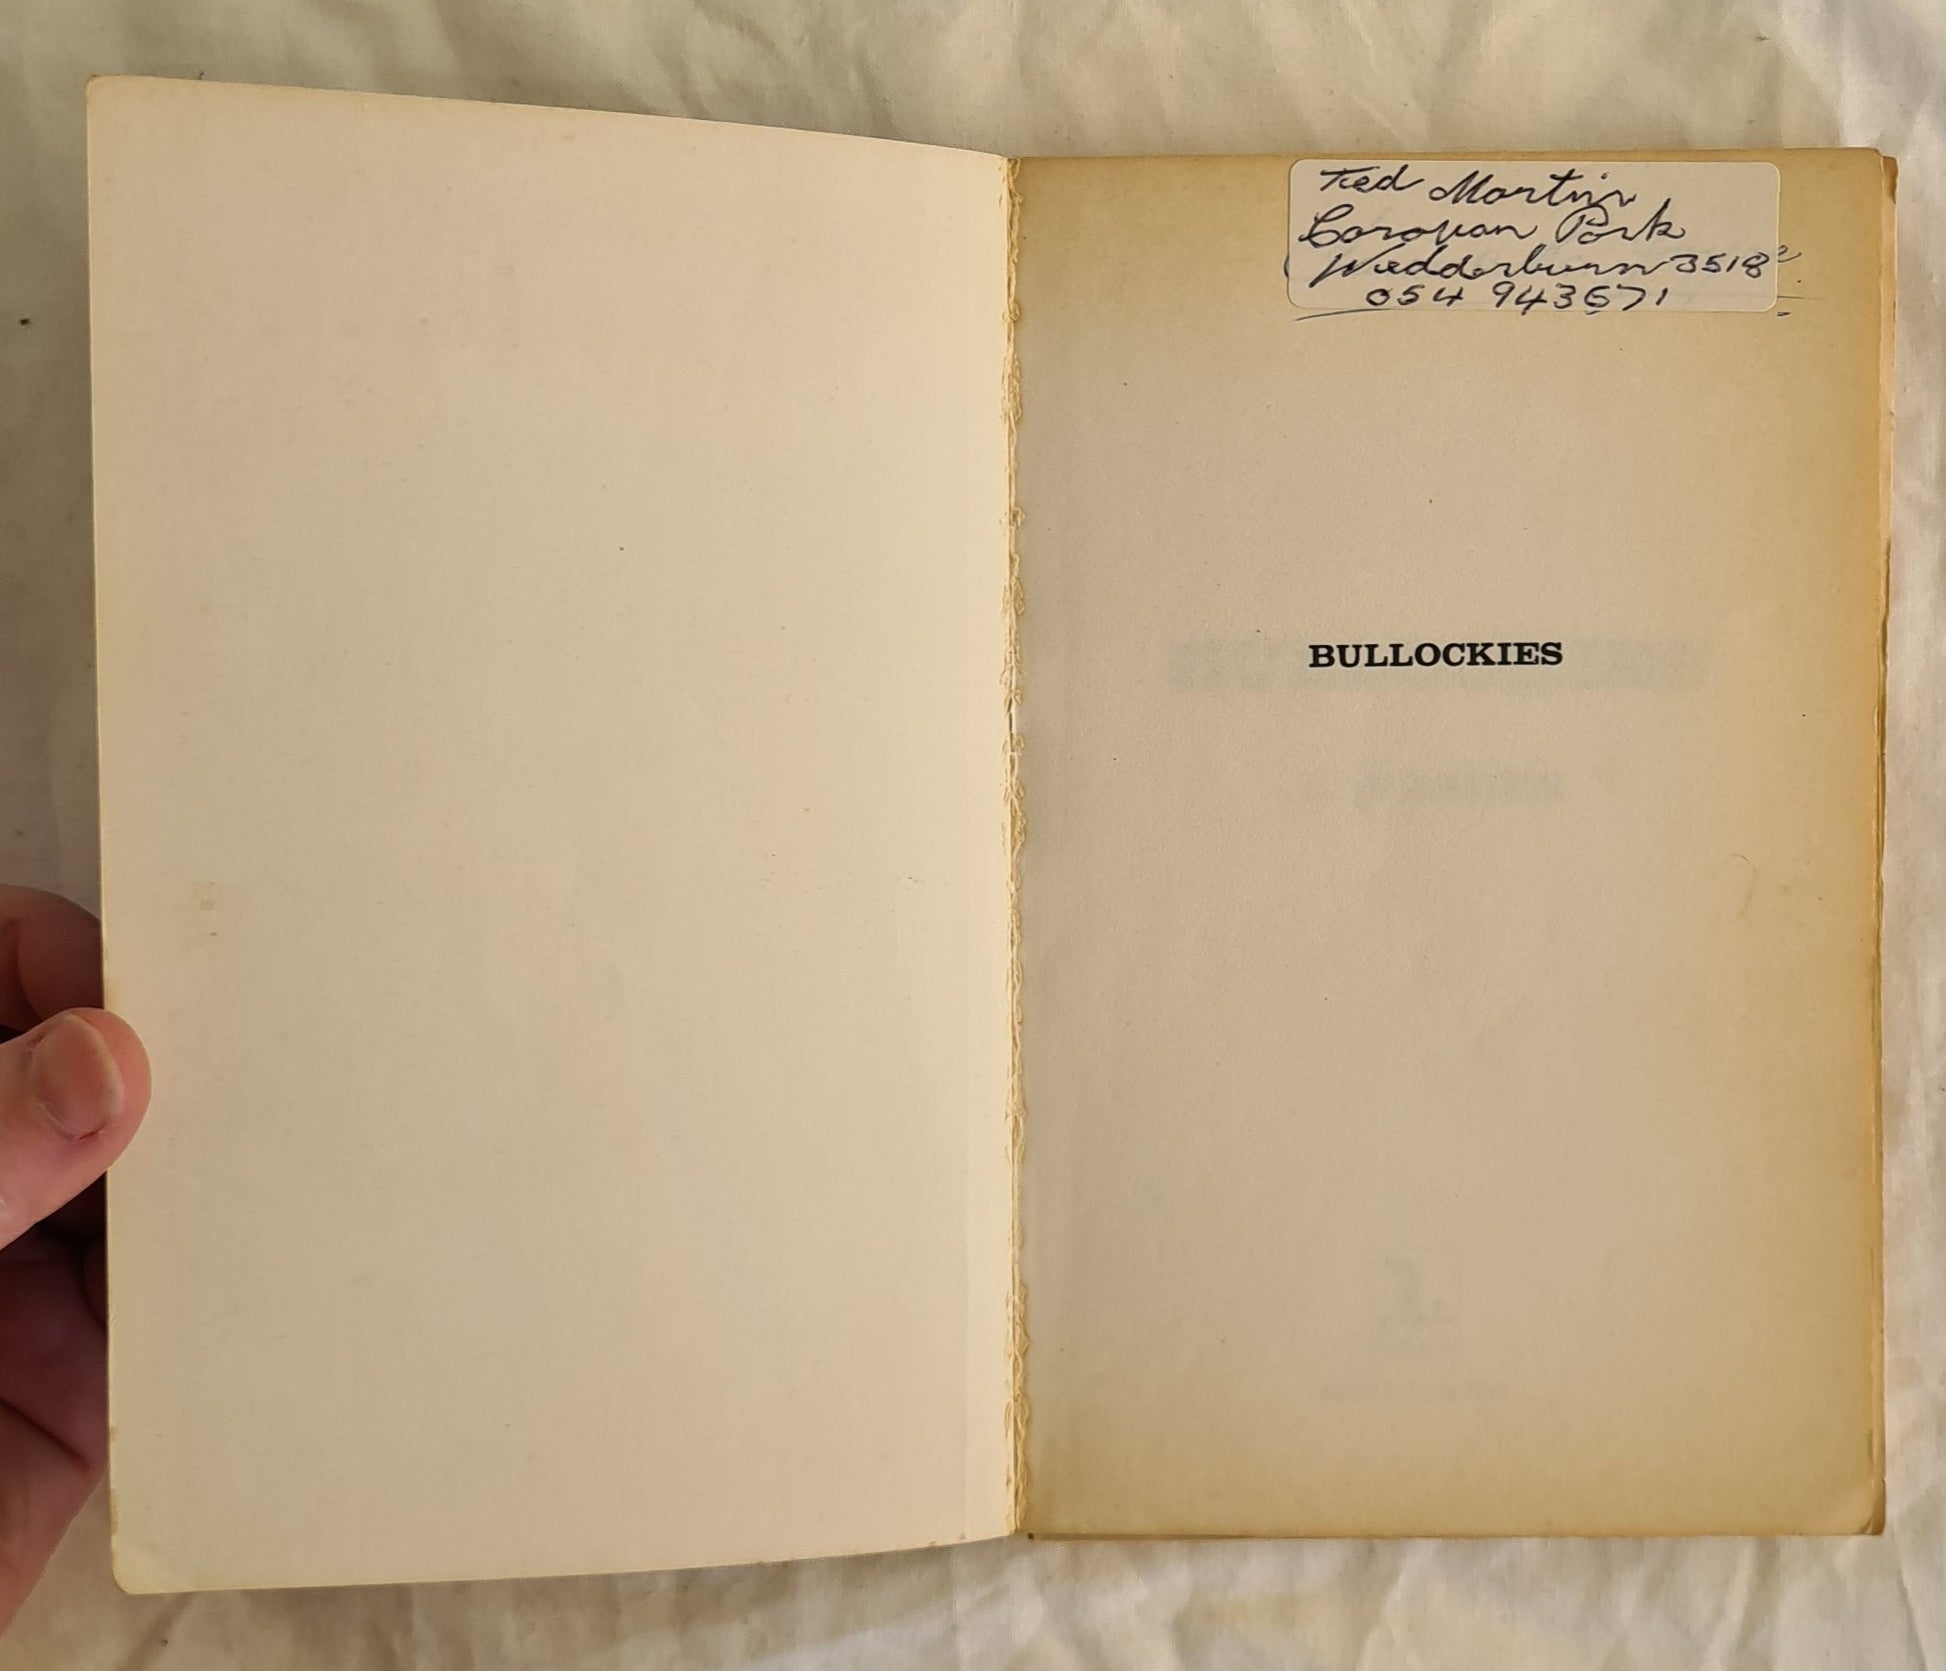 Ted Martin
Caravan Park
Wedderburn 3518
054 943671
BULLOCKIES